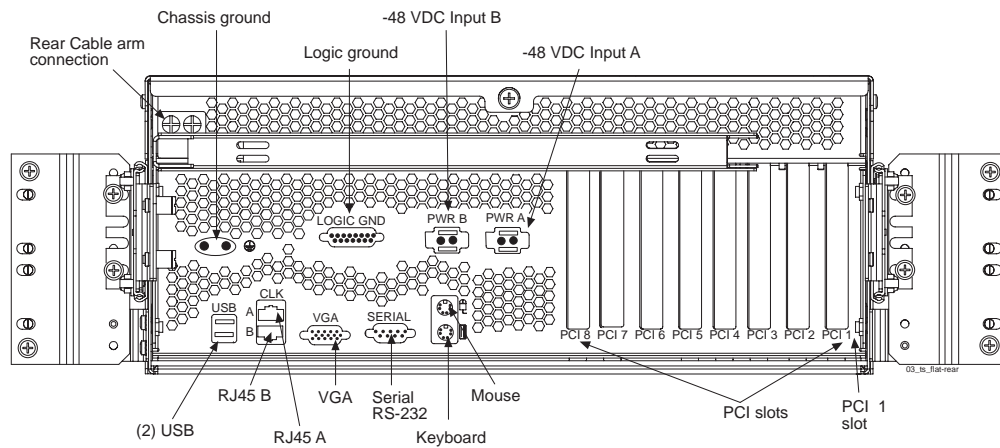 Chassis ground
-48 VDC Input B
Rear Cable arm
connection
Logic ground
-48 VDC Input A
LOGIC GND
PWR B
PWR A
USB
CLK
A
B
VGA
SERIAL
PCI 8
PCI 7
PCI 6
PCI 5
PCI 4
PCI 3
PCI 2
PCI 1
03_ts_flat-rear
RJ45 B
VGA
Serial
RS-232
Mouse
PCI slots
PCI 1
slot
(2) USB
RJ45 A
Keyboard